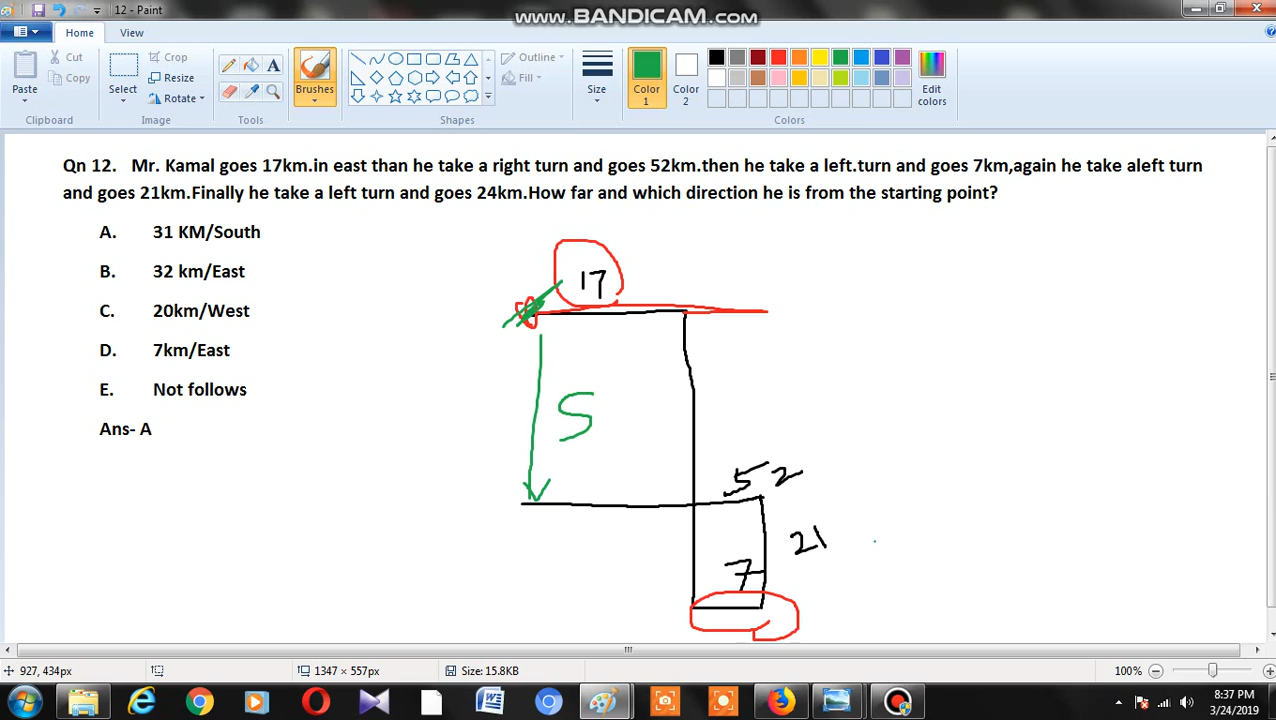 WWW.BANDICAM.COM
12 - Paint
Home View
Paste
Cut
Copy
Clipboard
Select
Crop
Resize
Rotate
Image
Tools
Brushes
Outline
Fill
Shapes
Size
Color 1
Color 2
Edit colors
Colors
Qn 12. Mr. Kamal goes 17km.in east than he take a right turn and goes 52km.then he take a left.turn and goes 7km,again he take aleft turn
and goes 21km.Finally he take a left turn and goes 24km.How far and which direction he is from the starting point?
A. 31 KM/South
B. 32 km/East
C. 20km/West
D. 7km/East
E. Not follows
Ans- A
17
S
52
21
7
927, 434px
1347 × 557px
Size: 15.8KB
100%
8:37 PM
3/24/2019